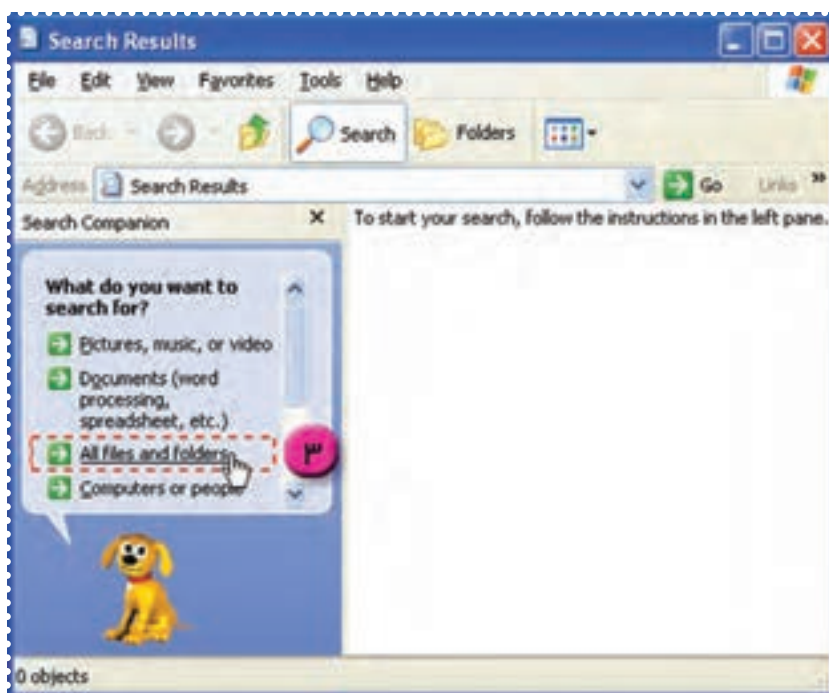 Search Results
File Edit View Favorites Tools Help
Back Search Folders
Address Search Results Go Links »
Search Companion × To start your search, follow the instructions in the left pane.
What do you want to
search for?
Pictures, music, or video
Documents (word
processing,
spreadsheet, etc.)
All files and folders
۳
Computers or people
0 objects